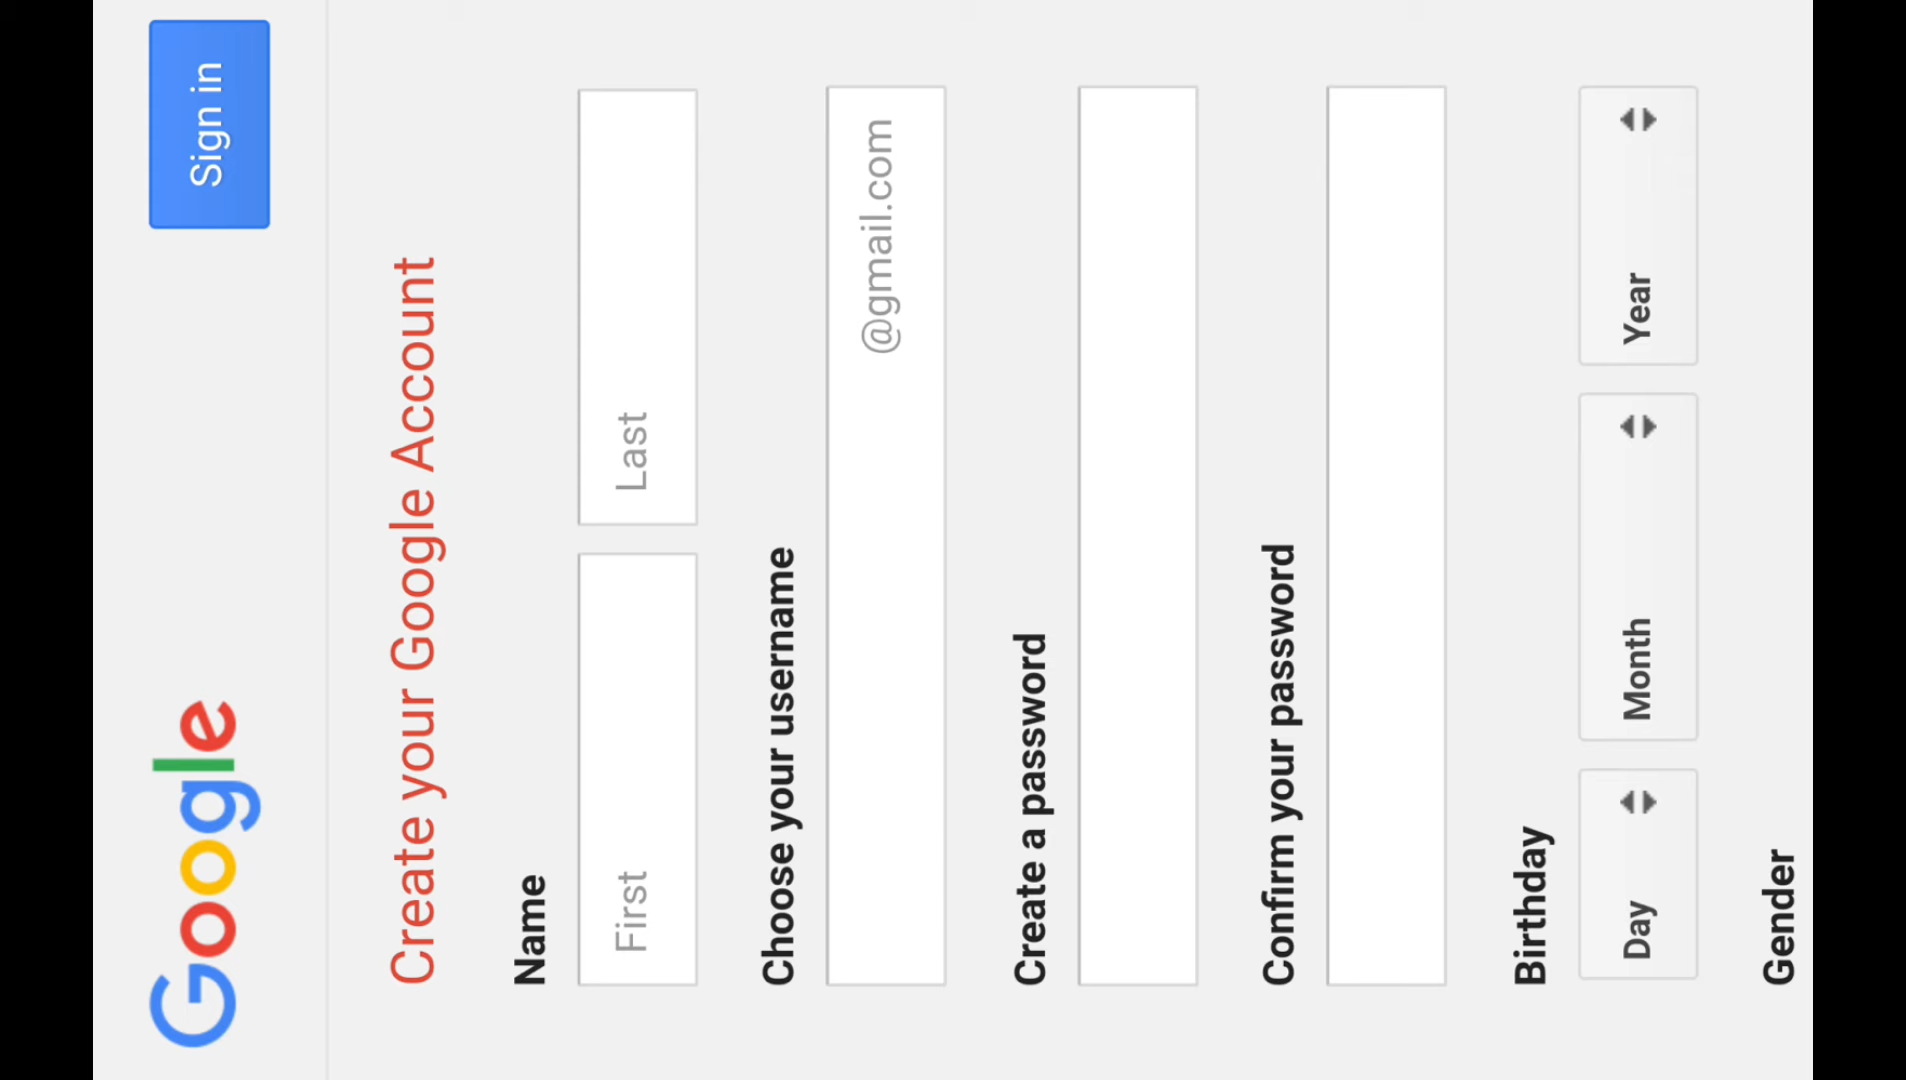 Google
Sign in
Create your Google Account
Name
First Last
Choose your username
@gmail.com
Create a password
Confirm your password
Birthday
Day Month Year
Gender